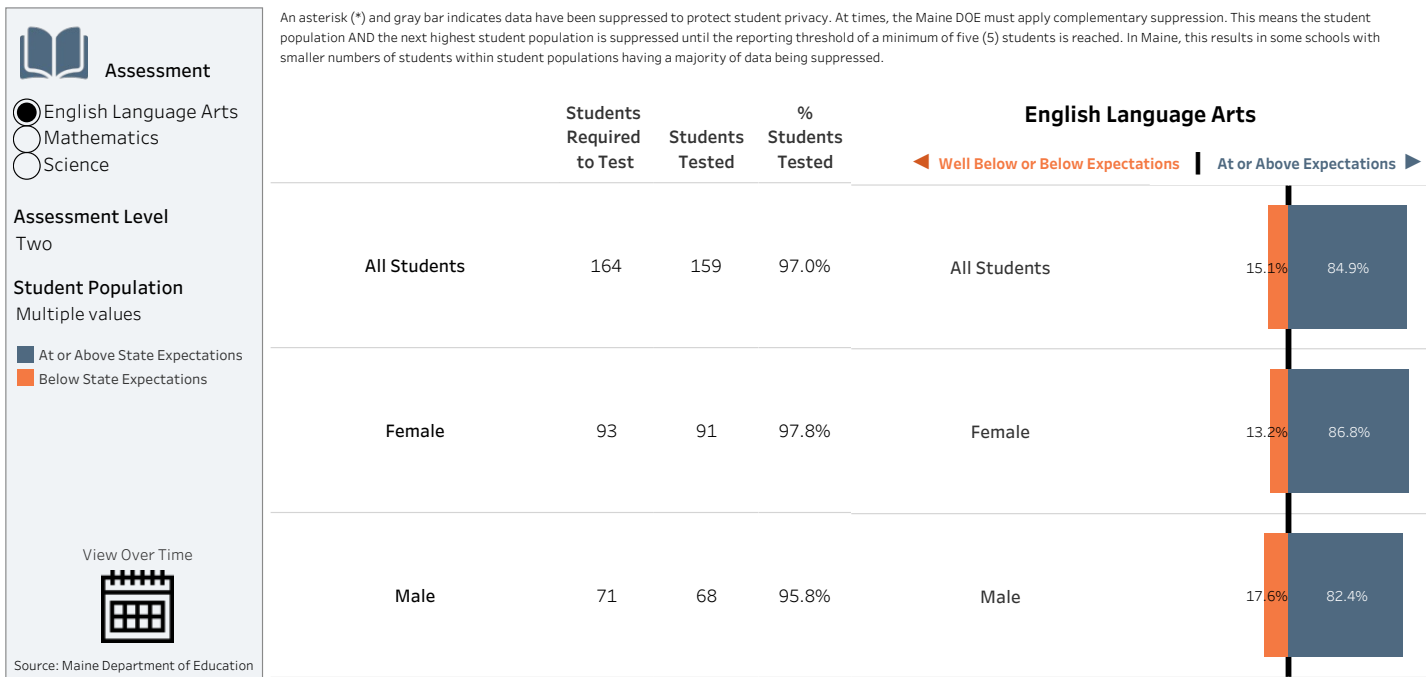 An asterisk (*) and gray bar indicates data have been suppressed to protect student privacy. At times, the Maine DOE must apply complementary suppression. This means the student
population AND the next highest student population is suppressed until the reporting threshold of a minimum of five (5) students is reached. In Maine, this results in some schools with
smaller numbers of students within student populations having a majority of data being suppressed.
Assessment
English Language Arts
Mathematics
Science
Assessment Level
Two
Student Population
Multiple values
At or Above State Expectations
Below State Expectations
View Over Time
Source: Maine Department of Education
Students Required to Test
Students Tested
% Students Tested
English Language Arts
Well Below or Below Expectations
At or Above Expectations
All Students 164 159 97.0% All Students 15.1% 84.9%
Female 93 91 97.8% Female 13.2% 86.8%
Male 71 68 95.8% Male 17.6% 82.4%